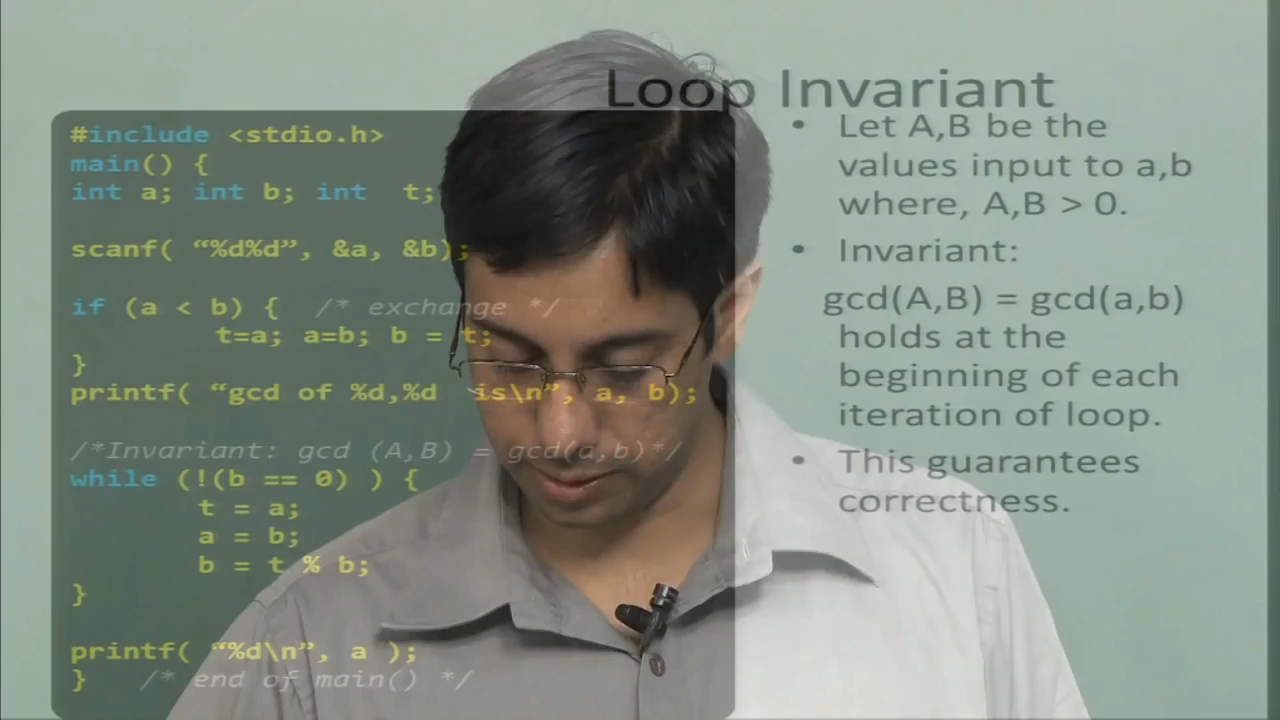 Loop Invariant
#include <stdio.h>
main() {
int a; int b; int t;
scanf( “%d%d”, &a, &b);
if (a < b) { /* exchange */
t=a; a=b; b = t;
}
printf( “gcd of %d,%d is\n”, a, b);
/*Invariant: gcd (A,B) = gcd(a,b)*/
while (!(b == 0) ) {
t = a;
a = b;
b = t % b;
}
printf( “%d\n”, a );
} /* end of main() */
• Let A,B be the
values input to a,b
where, A,B > 0.
• Invariant:
gcd(A,B) = gcd(a,b)
holds at the
beginning of each
iteration of loop.
• This guarantees
correctness.